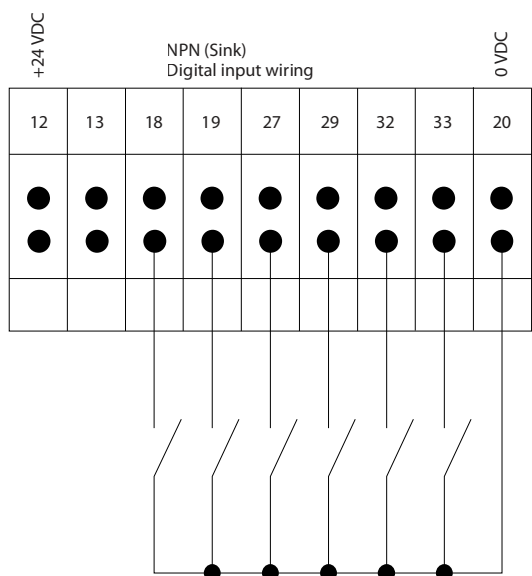 +24 VDC
NPN (Sink)
Digital input wiring
0 VDC
12 13 18 19 27 29 32 33 20